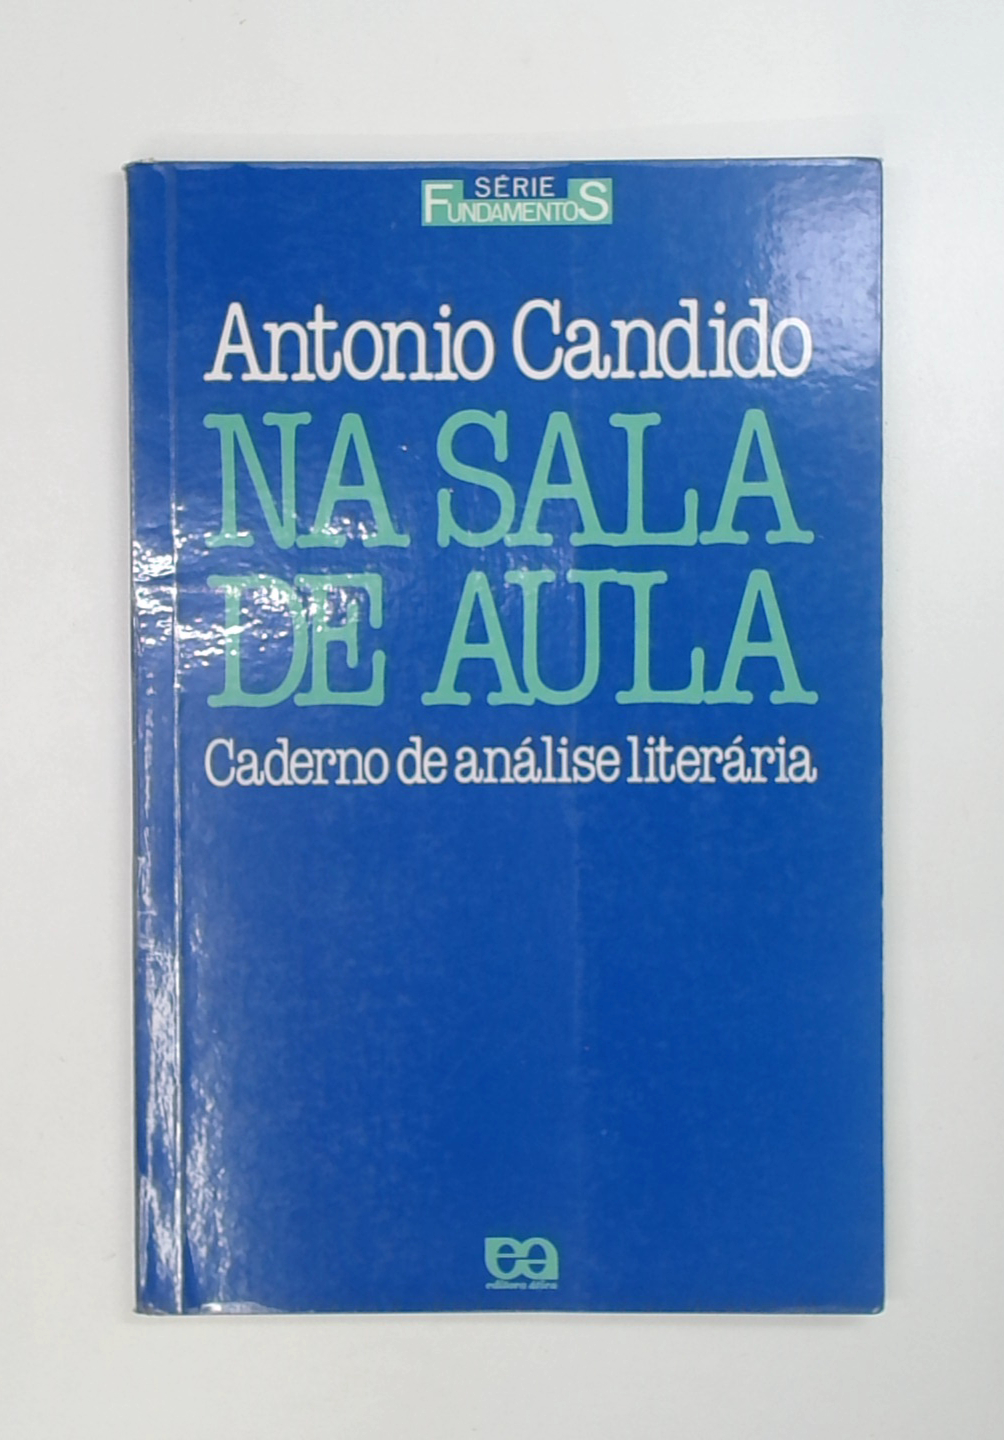 SÉRIE
FUNDAMENTOS
Antonio Candido
NA SALA
DE AULA
Caderno de análise literária
ea
editora ática